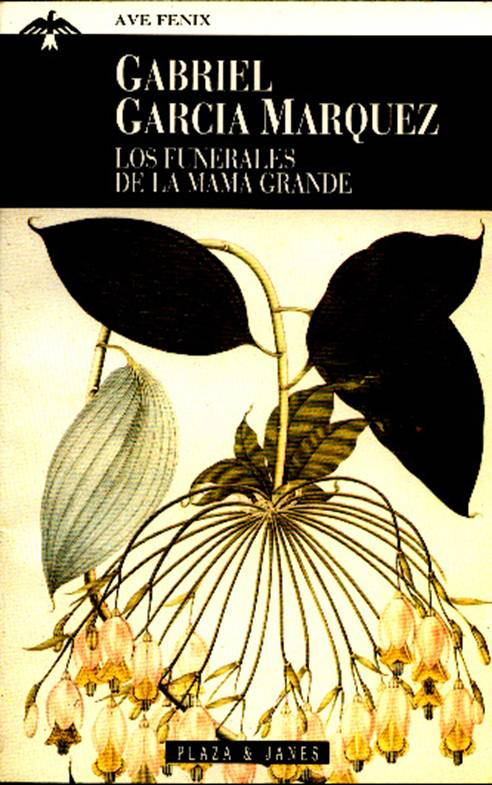 AVE FENIX
GABRIEL
GARCIA MARQUEZ
LOS FUNERALES
DE LA MAMA GRANDE
PLAZA & JANES